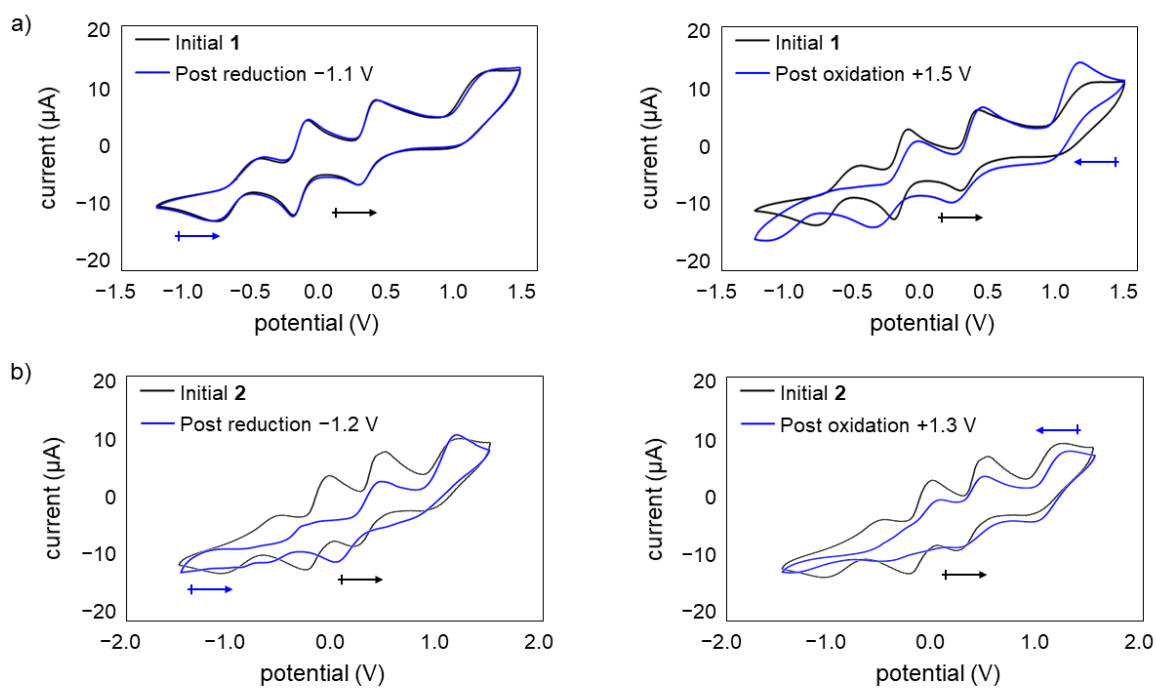 a)
20
10
0
−10
−20
current (µA)
Initial 1
Post reduction −1.1 V
−1.5 −1.0 −0.5 0.0 0.5 1.0 1.5
potential (V)
20
10
0
−10
−20
current (µA)
Initial 1
Post oxidation +1.5 V
−1.5 −1.0 −0.5 0.0 0.5 1.0 1.5
potential (V)
b)
20
10
0
−10
−20
current (µA)
Initial 2
Post reduction −1.2 V
−2.0 −1.0 0.0 1.0 2.0
potential (V)
20
10
0
−10
−20
current (µA)
Initial 2
Post oxidation +1.3 V
−2.0 −1.0 0.0 1.0 2.0
potential (V)